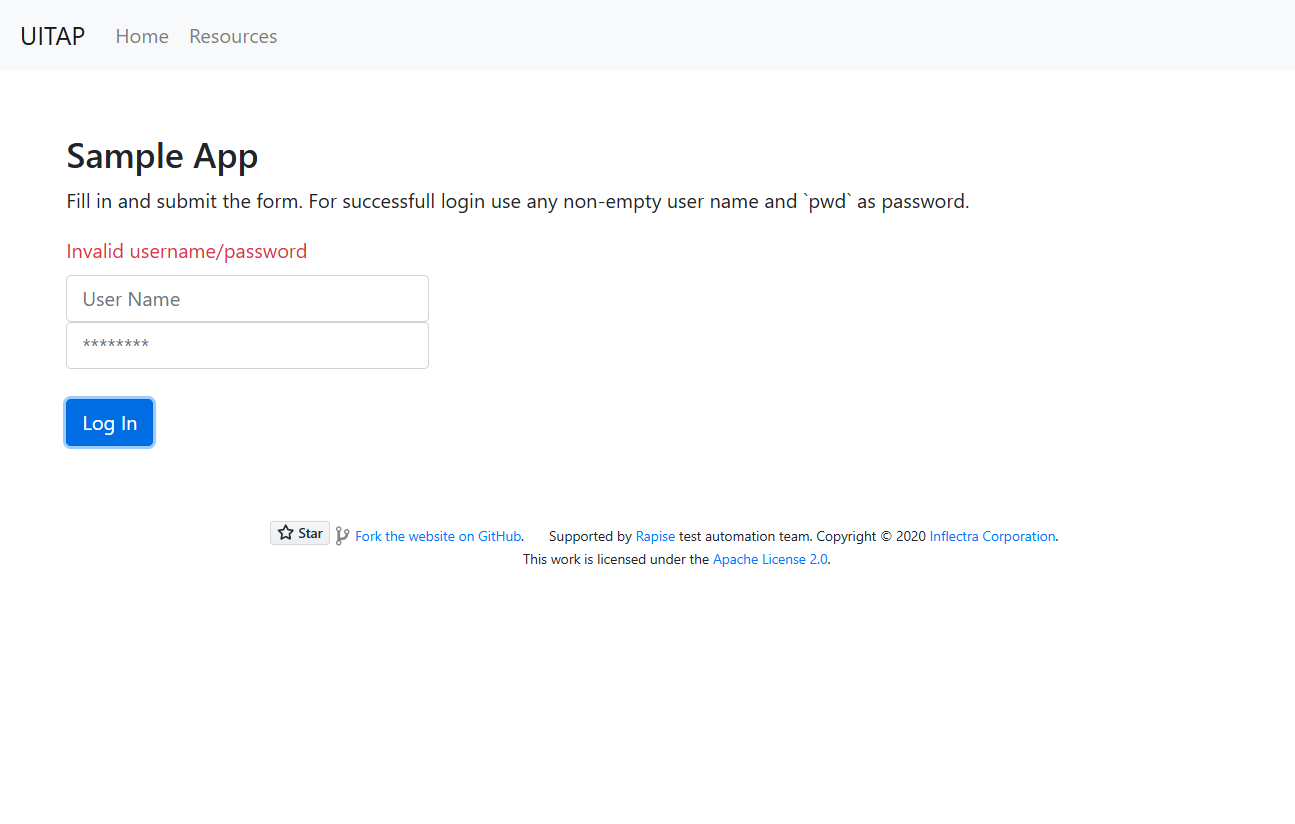 UITAP Home Resources
Sample App
Fill in and submit the form. For successfull login use any non-empty user name and `pwd` as password.
Invalid username/password
User Name
********
Log In
Star Fork the website on GitHub. Supported by Rapise test automation team. Copyright © 2020 Inflectra Corporation.
This work is licensed under the Apache License 2.0.